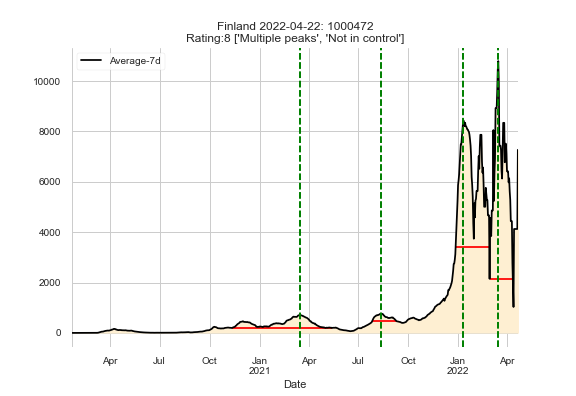 Finland 2022-04-22: 1000472
Rating:8 ['Multiple peaks', 'Not in control']
Average-7d
10000
8000
6000
4000
2000
0
Apr Jul Oct Jan Apr Jul Oct Jan Apr
2021 2022
Date